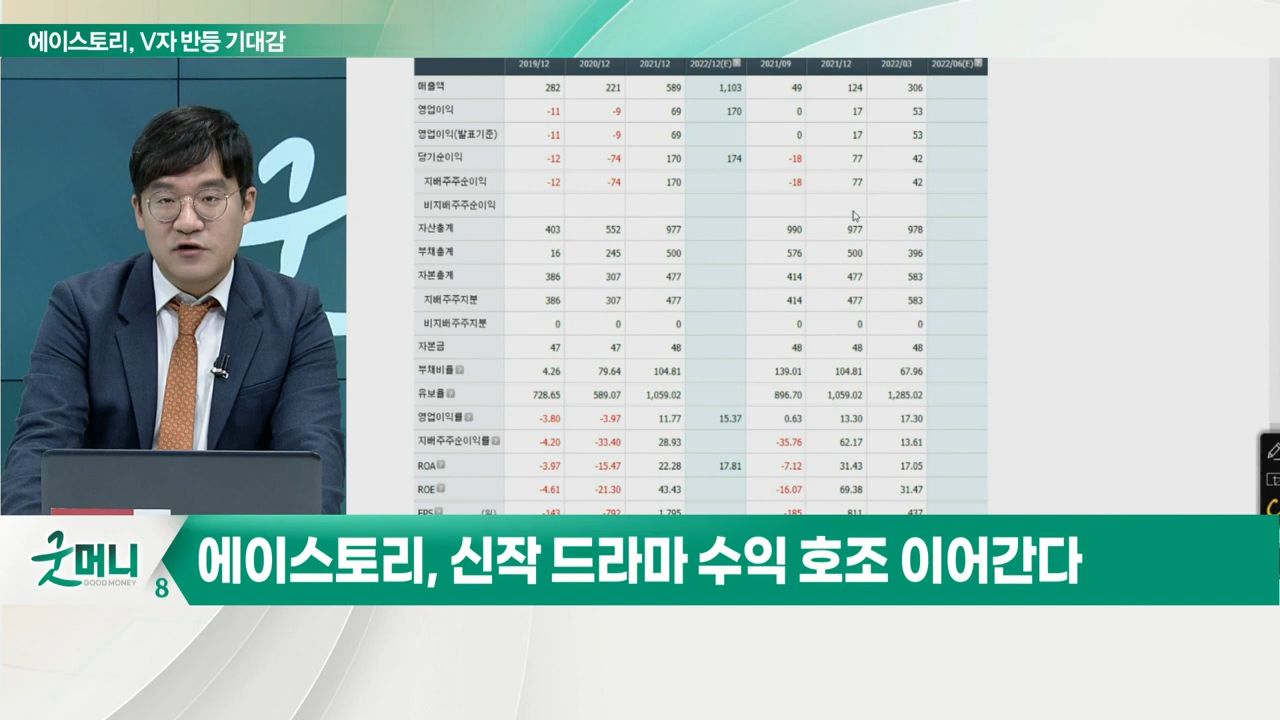 에이스토리, V자 반등 기대감
2019/12 2020/12 2021/12 2022/12(E) 2021/09 2021/12 2022/03 2022/06(E)
매출액 282 221 589 1,103 49 124 306
영업이익 -11 -9 69 170 0 17 53
영업이익(발표기준) -11 -9 69 0 17 53
당기순이익 -12 -74 170 174 -18 77 42
지배주주순이익 -12 -74 170 -18 77 42
비지배주주순이익
자산총계 403 552 977 990 977 978
부채총계 16 245 500 576 500 396
자본총계 386 307 477 414 477 583
지배주주지분 386 307 477 414 477 583
비지배주주지분 0 0 0 0 0 0
자본금 47 47 48 48 48 48
부채비율 4.26 79.64 104.81 139.01 104.81 67.96
유보율 728.65 589.07 1,059.02 896.70 1,059.02 1,285.02
영업이익률 -3.80 -3.97 11.77 15.37 0.63 13.30 17.30
지배주주순이익률 -4.20 -33.40 28.93 -35.76 62.17 13.61
ROA -3.97 -15.47 22.28 17.81 -7.12 31.43 17.05
ROE -4.61 -21.30 43.43 -16.07 69.38 31.47
EPS (원) -143 -792 1,795 -185 811 437
굿머니
GOOD MONEY
8
에이스토리, 신작 드라마 수익 호조 이어간다